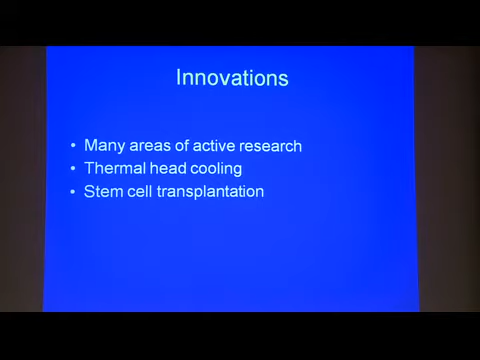 Innovations
• Many areas of active research
• Thermal head cooling
• Stem cell transplantation